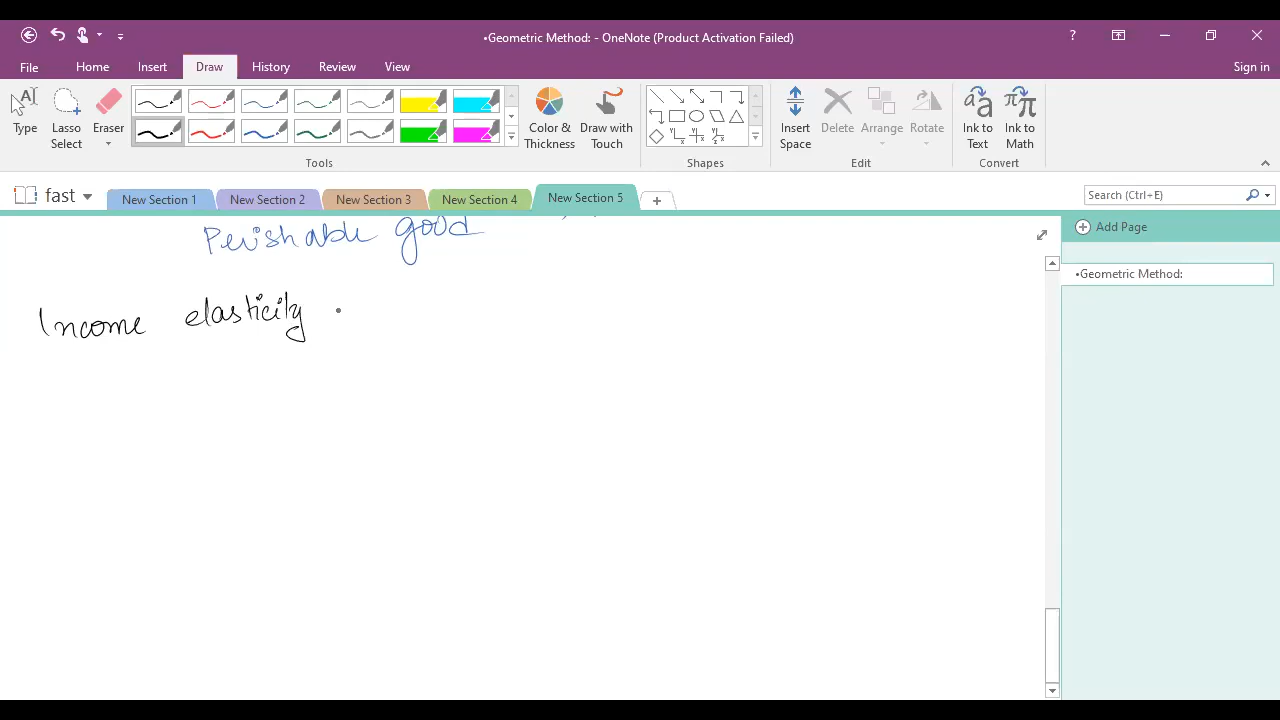 •Geometric Method: - OneNote (Product Activation Failed)
?
File Home Insert Draw History Review View Sign in
Type Lasso Select Eraser Color & Thickness Draw with Touch Insert Space Delete Arrange Rotate Ink to Text Ink to Math
Tools Shapes Edit Convert
fast New Section 1 New Section 2 New Section 3 New Section 4 New Section 5 Search (Ctrl+E)
Add Page
Perishable good
•Geometric Method:
Income elasticity